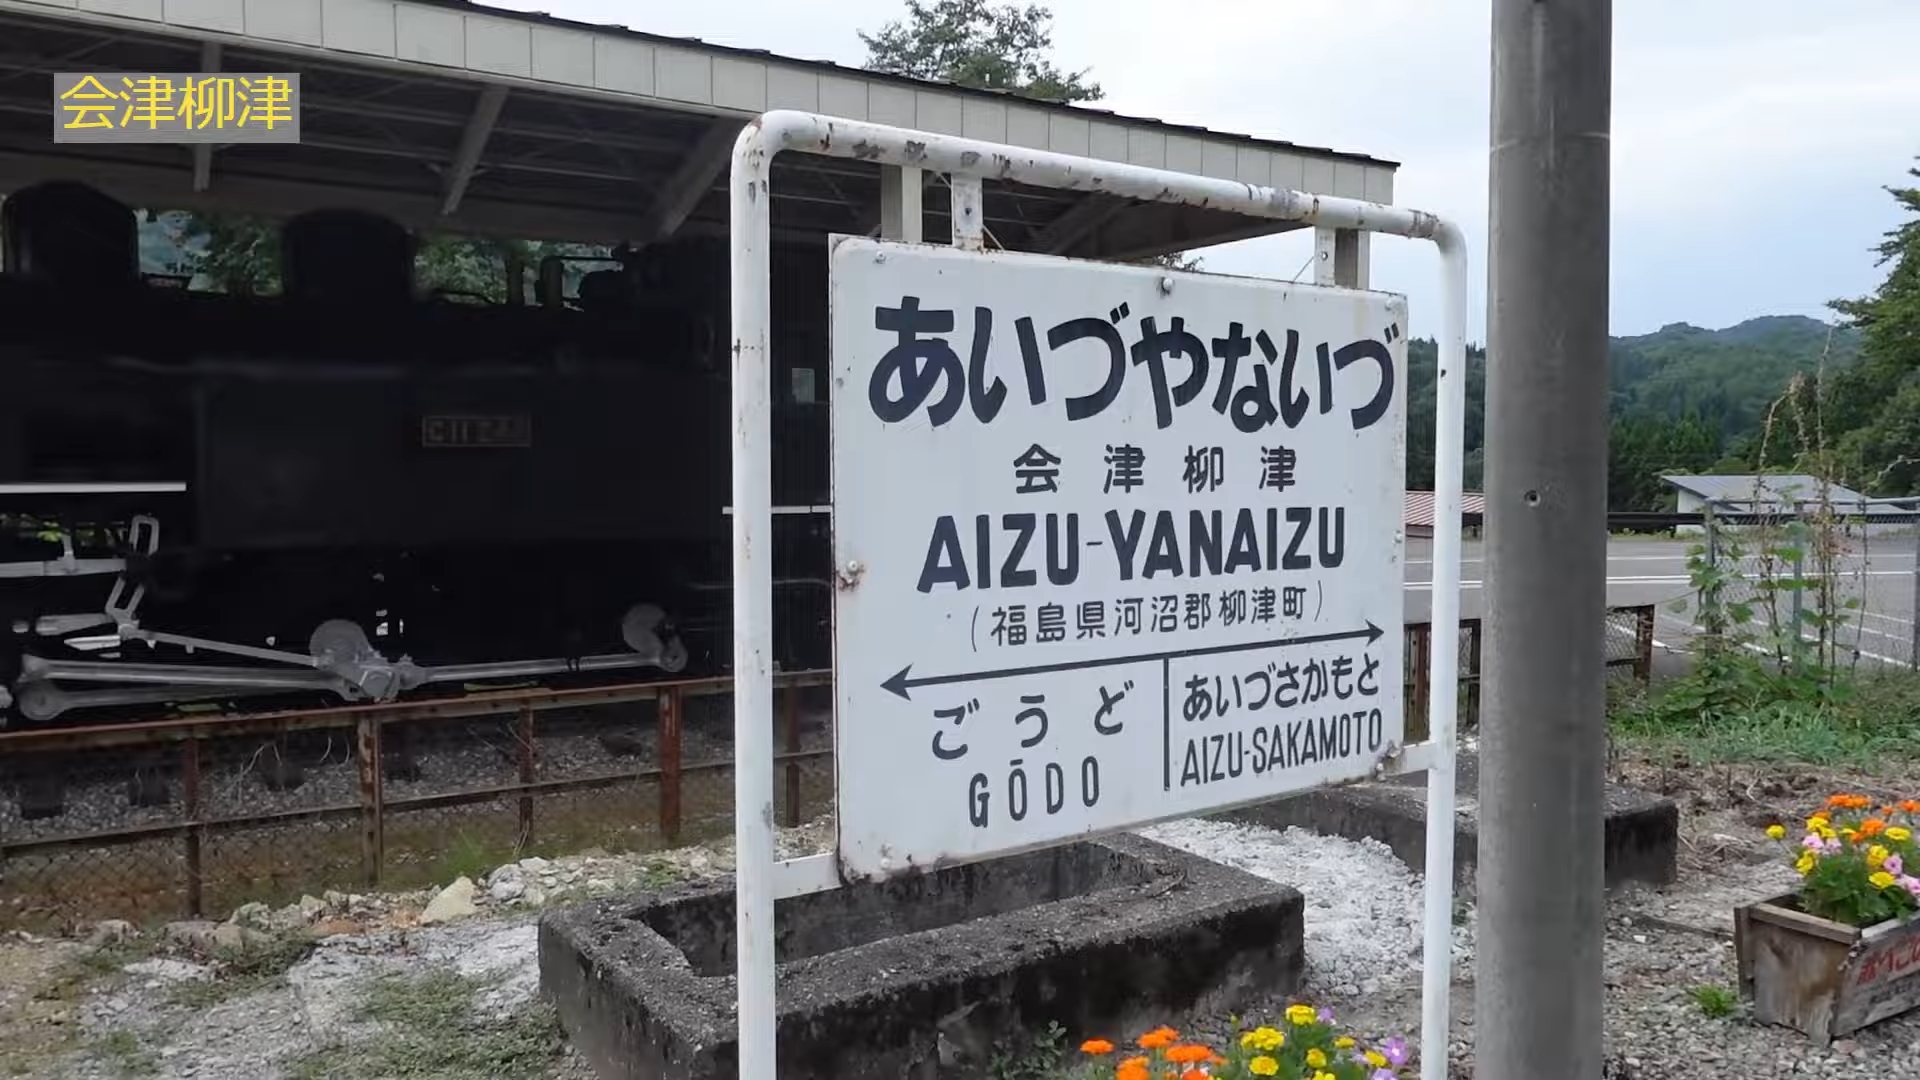 会津柳津
あいづやないづ
会津柳津
AIZU-YANAIZU
(福島県河沼郡柳津町)
ごうど
GŌDO
あいづさかもと
AIZU-SAKAMOTO